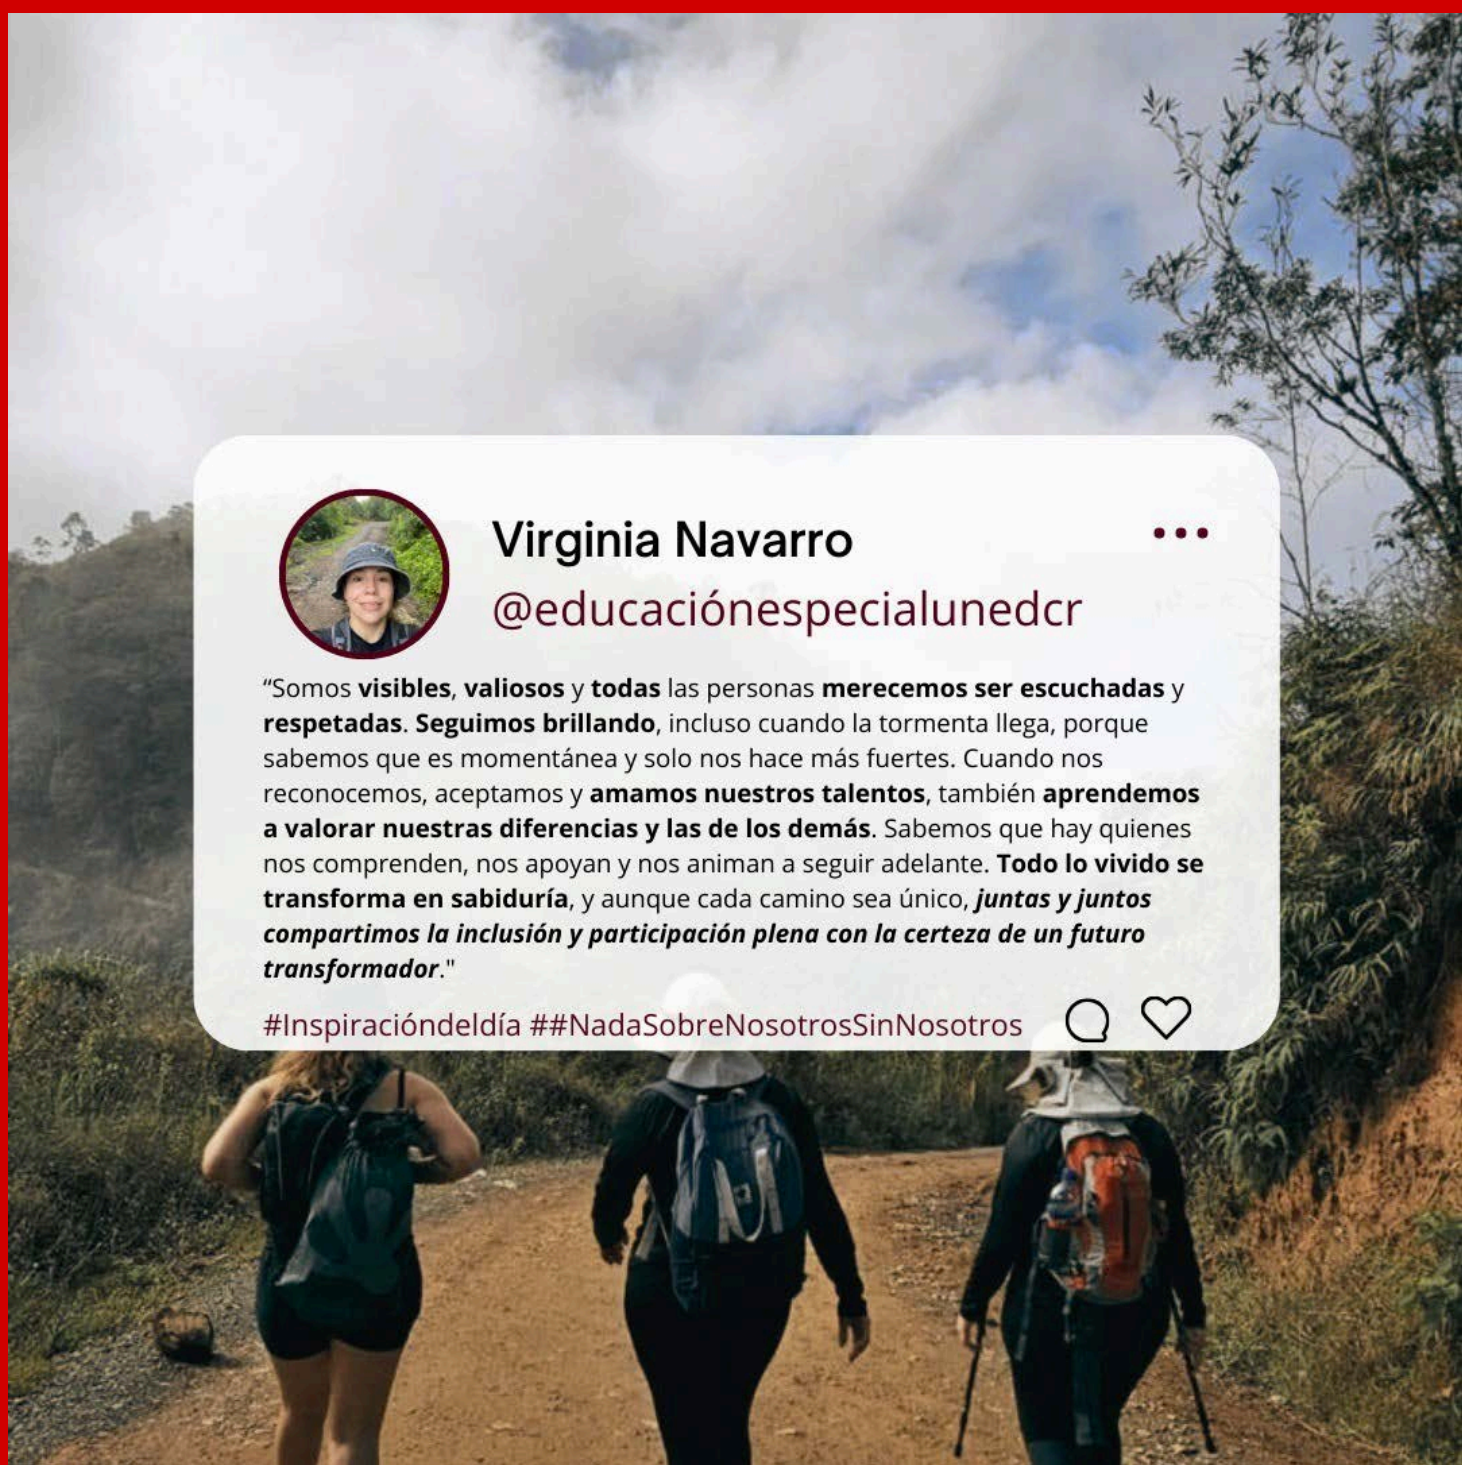 Virginia Navarro
@educaciónespecialunedcr
“Somos visibles, valiosos y todas las personas merecemos ser escuchadas y
respetadas. Seguimos brillando, incluso cuando la tormenta llega, porque
sabemos que es momentánea y solo nos hace más fuertes. Cuando nos
reconocemos, aceptamos y amamos nuestros talentos, también aprendemos
a valorar nuestras diferencias y las de los demás. Sabemos que hay quienes
nos comprenden, nos apoyan y nos animan a seguir adelante. Todo lo vivido se
transforma en sabiduría, y aunque cada camino sea único, juntas y juntos
compartimos la inclusión y participación plena con la certeza de un futuro
transformador."
#Inspiracióndeldía ##NadaSobreNosotrosSinNosotros